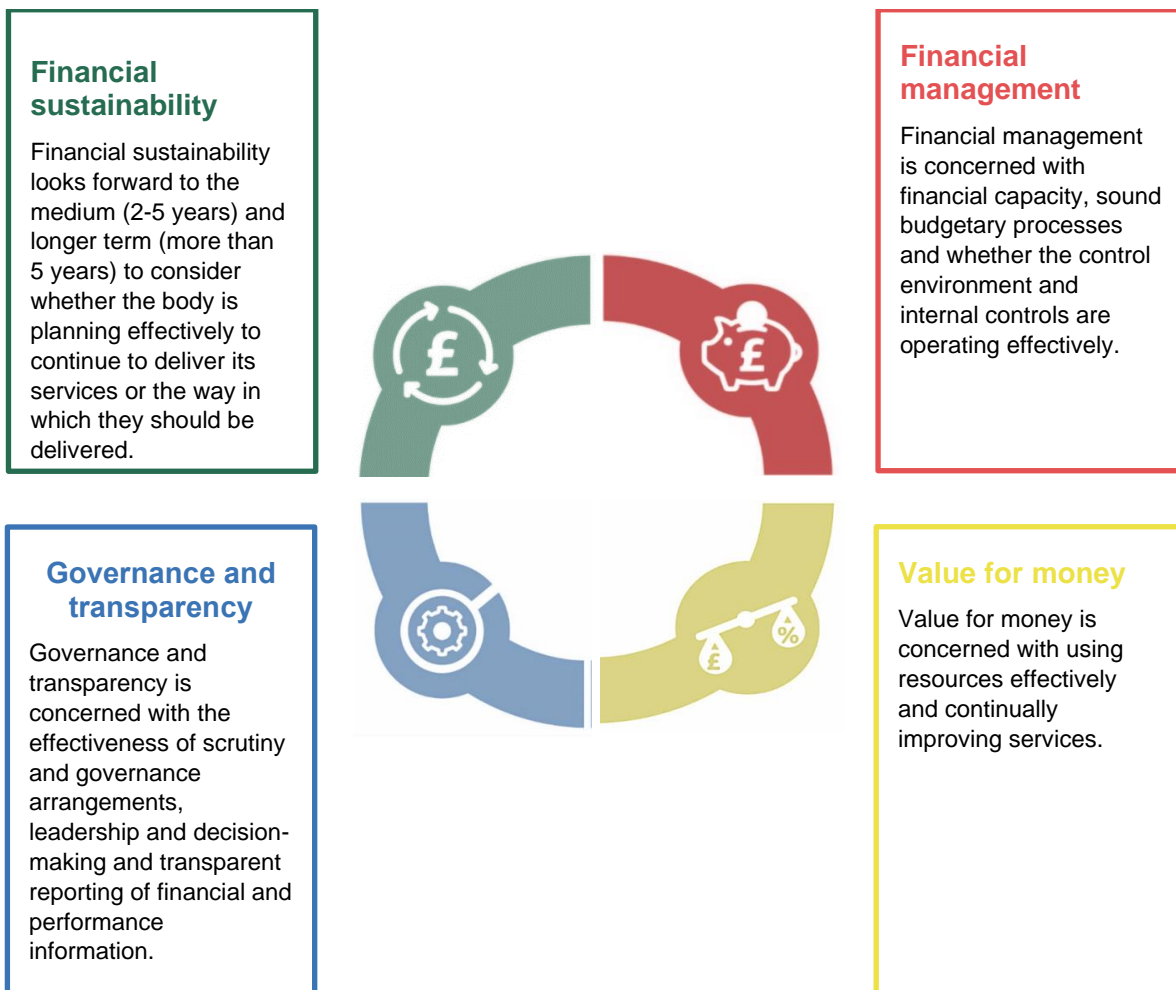 Financial
sustainability
Financial sustainability
looks forward to the
medium (2-5 years) and
longer term (more than
5 years) to consider
whether the body is
planning effectively to
continue to deliver its
services or the way in
which they should be
delivered.
Financial
management
Financial management
is concerned with
financial capacity, sound
budgetary processes
and whether the control
environment and
internal controls are
operating effectively.
£
£
Governance and
transparency
Governance and
transparency is
concerned with the
effectiveness of scrutiny
and governance
arrangements,
leadership and decision-
making and transparent
reporting of financial and
performance
information.
£
%
Value for money
Value for money is
concerned with using
resources effectively
and continually
improving services.